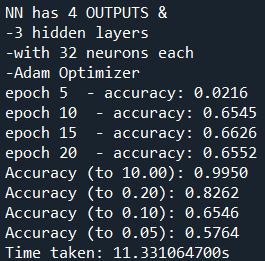 NN has 4 OUTPUTS &
-3 hidden layers
-with 32 neurons each
-Adam Optimizer
epoch 5  - accuracy: 0.0216
epoch 10  - accuracy: 0.6545
epoch 15  - accuracy: 0.6626
epoch 20  - accuracy: 0.6552
Accuracy (to 10.00): 0.9950
Accuracy (to 0.20): 0.8262
Accuracy (to 0.10): 0.6546
Accuracy (to 0.05): 0.5764
Time taken: 11.331064700s